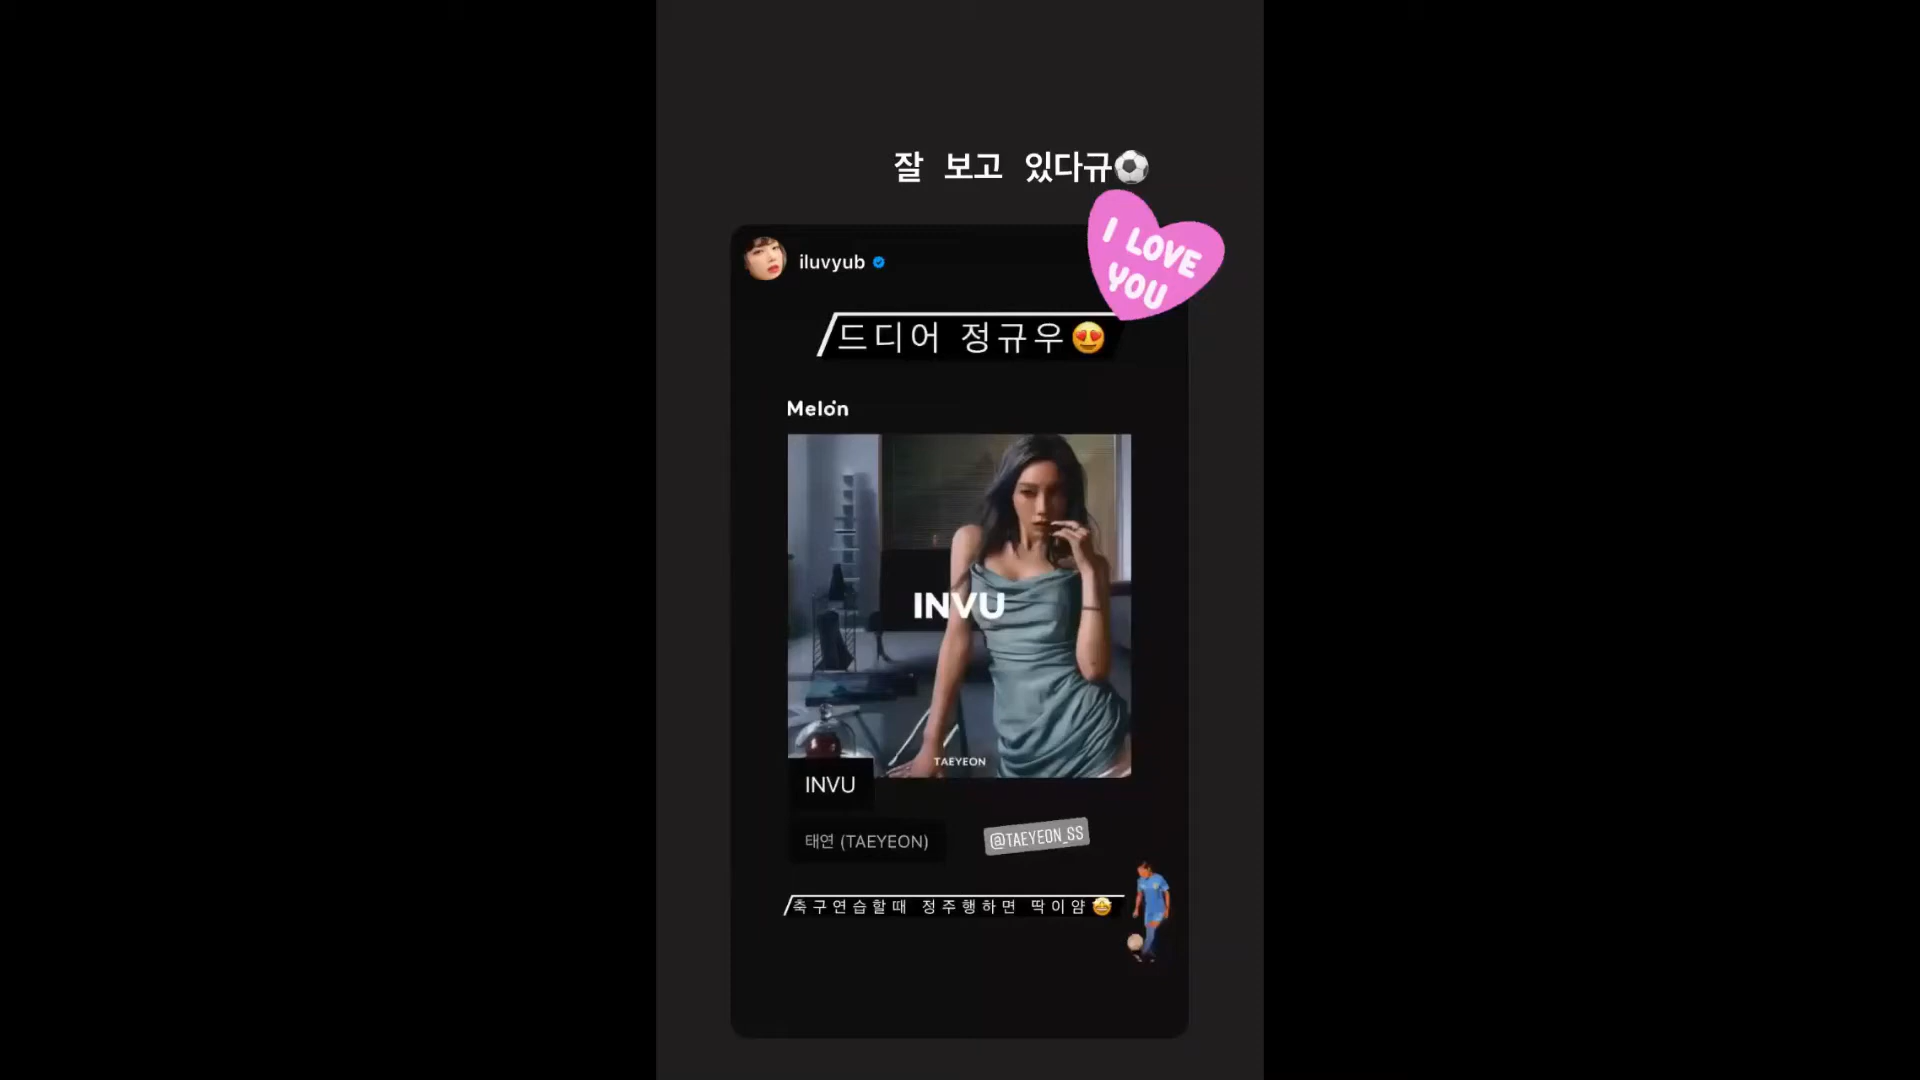 잘 보고 있다규⚽
iluvyub
I LOVE
YOU
드디어 정규우😍
Melon
INVU
TAEYEON
INVU
태연 (TAEYEON)
@TAEYEON_SS
축구연습할때 정주행하면 딱이얌🤩